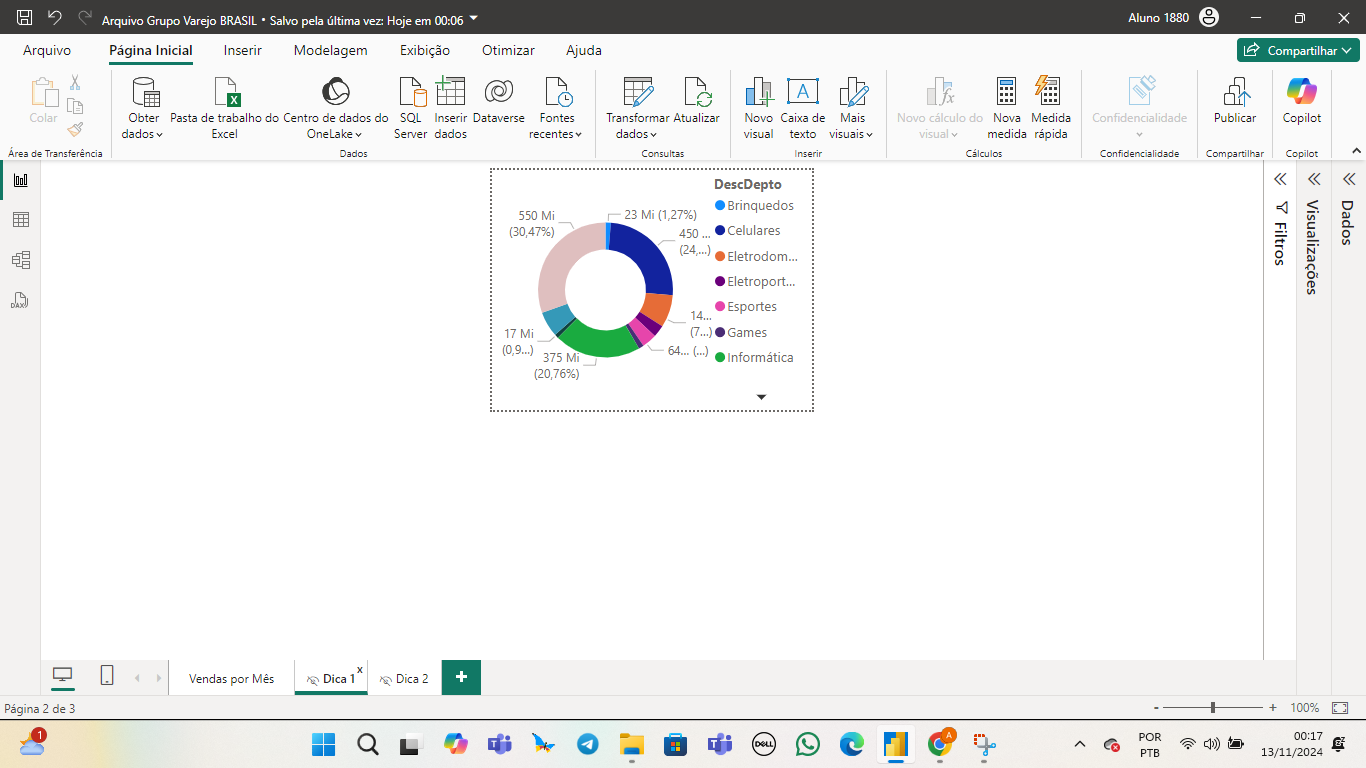 Arquivo Grupo Varejo BRASIL • Salvo pela última vez: Hoje em 00:06
Aluno 1880
Arquivo
Página Inicial
Inserir
Modelagem
Exibição
Otimizar
Ajuda
Compartilhar
Colar
Obter dados
Pasta de trabalho do Excel
Centro de dados do OneLake
SQL Server
Inserir dados
Dataverse
Fontes recentes
Transformar dados
Atualizar
Novo visual
Caixa de texto
Mais visuais
Novo cálculo do visual
Nova medida
Medida rápida
Confidencialidade
Publicar
Copilot
Área de Transferência
Dados
Consultas
Inserir
Cálculos
Confidencialidade
Compartilhar
Copilot
DescDepto
Brinquedos
Celulares
Eletrodom...
Eletroport...
Esportes
Games
Informática
550 Mi
(30,47%)
23 Mi (1,27%)
450 ...
(24,...)
14...
(7...)
64... (...)
375 Mi
(20,76%)
17 Mi
(0,9...)
Filtros
Visualizações
Dados
DAX
Vendas por Mês
Dica 1
x
Dica 2
+
Página 2 de 3
-
+
100%
1
DELL
A
POR
PTB
00:17
13/11/2024